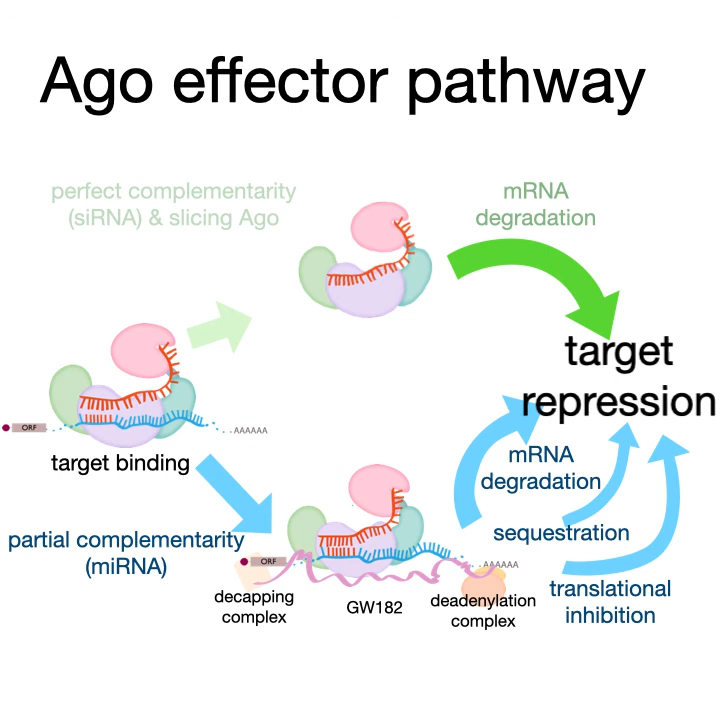 Ago effector pathway
perfect complementarity
(siRNA) & slicing Ago
mRNA
degradation
target
repression
ORF
AAAAAA
target binding
mRNA
degradation
sequestration
partial complementarity
(miRNA)
ORF
AAAAAA
decapping
complex
GW182
deadenylation
complex
translational
inhibition